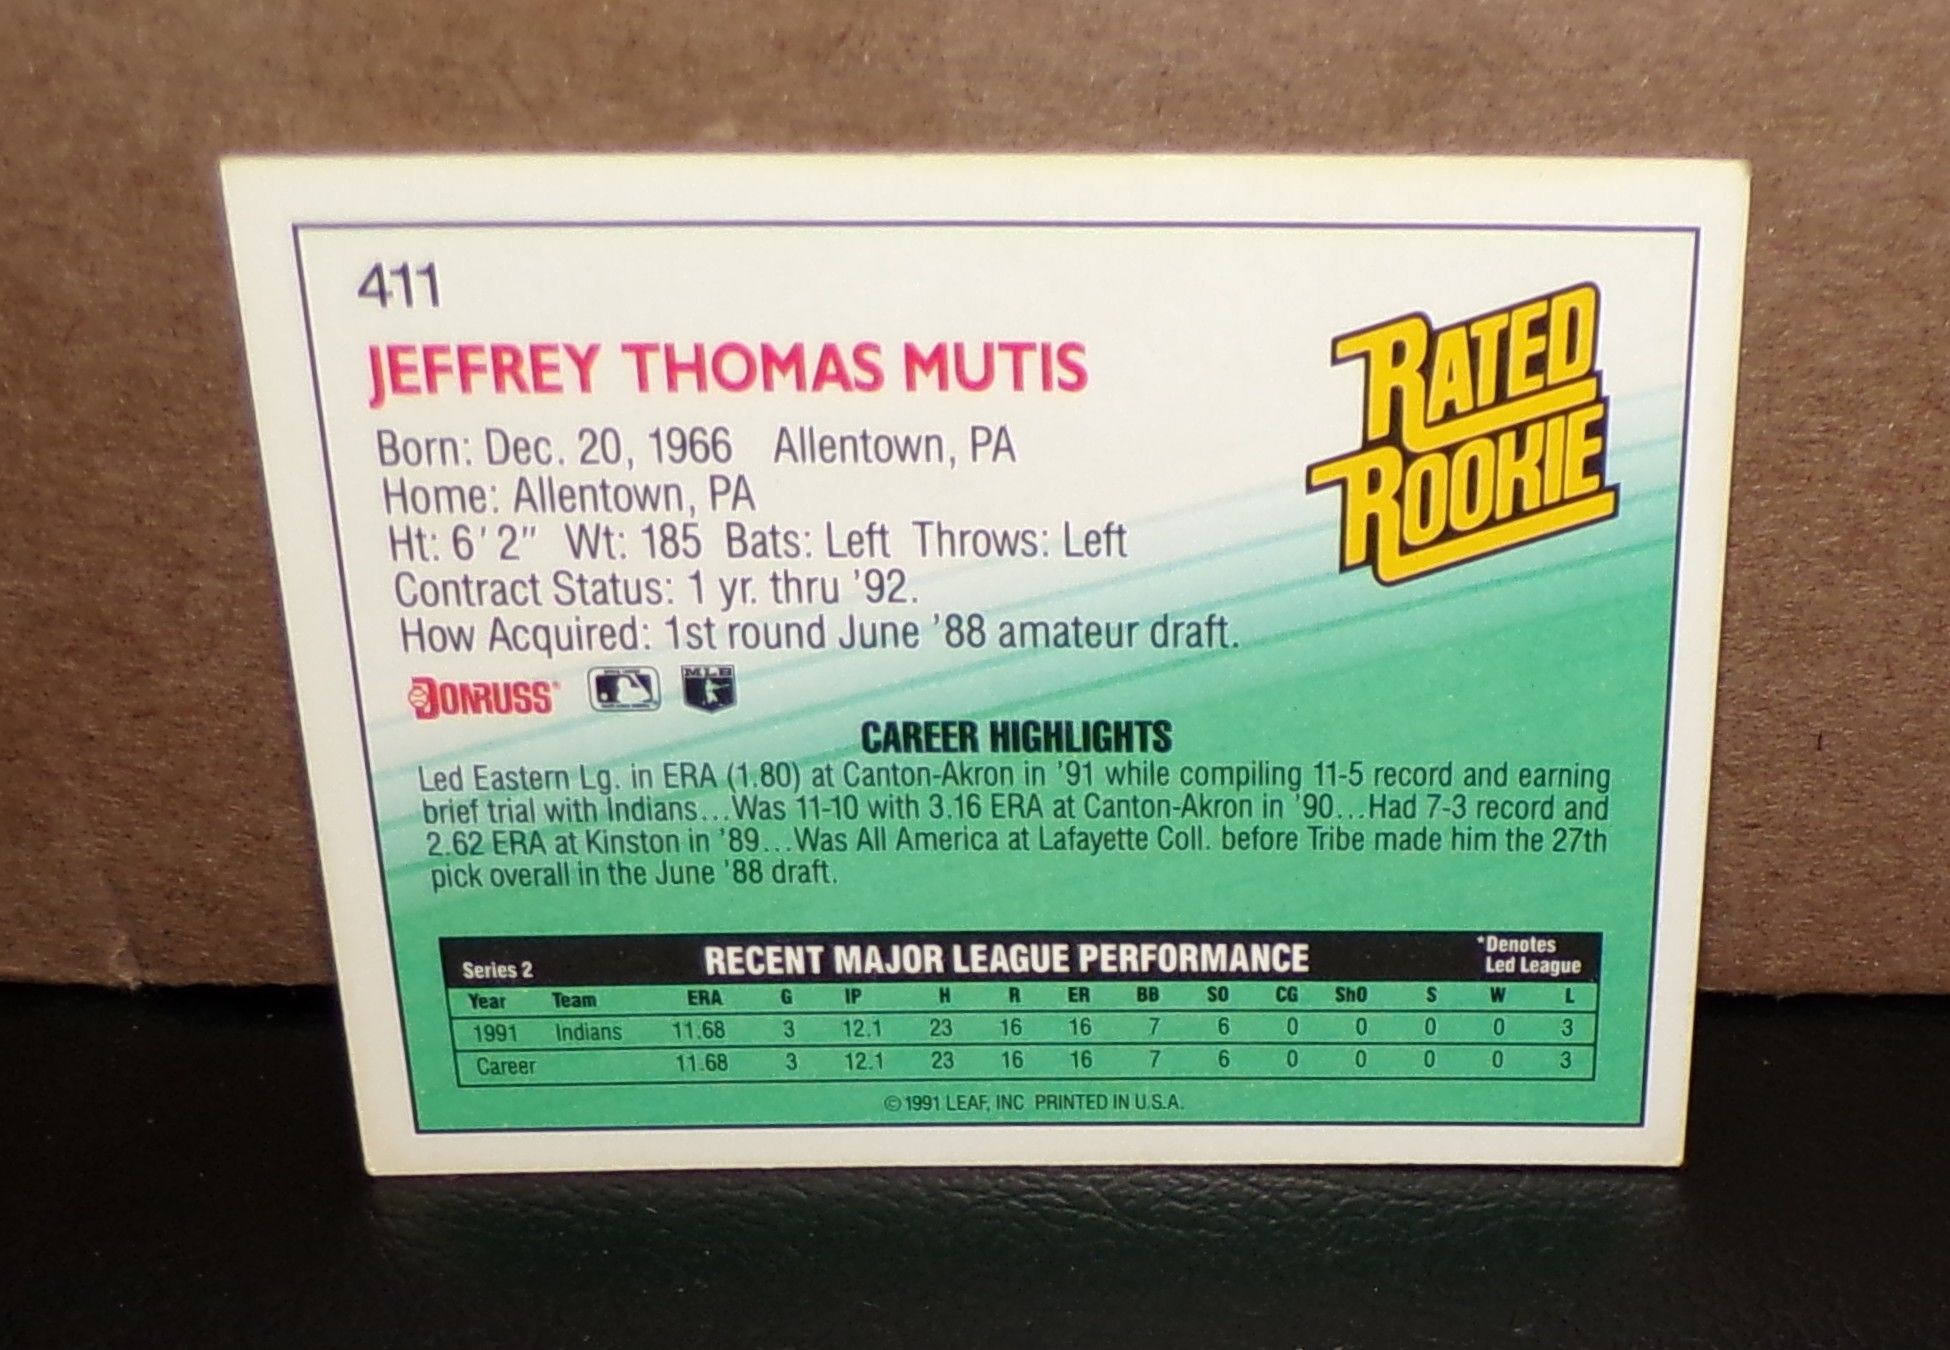 411
RATED
ROOKIE
JEFFREY THOMAS MUTIS
Born: Dec. 20, 1966 Allentown, PA
Home: Allentown, PA
Ht: 6'2" Wt: 185 Bats: Left Throws: Left
Contract Status: 1 yr. thru '92.
How Acquired: 1st round June '88 amateur draft.
DONRUSS® MLB
CAREER HIGHLIGHTS
Led Eastern Lg. in ERA (1.80) at Canton-Akron in '91 while compiling 11-5 record and earning
brief trial with Indians...Was 11-10 with 3.16 ERA at Canton-Akron in '90...Had 7-3 record and
2.62 ERA at Kinston in '89...Was All America at Lafayette Coll. before Tribe made him the 27th
pick overall in the June '88 draft.
Series 2 RECENT MAJOR LEAGUE PERFORMANCE *Denotes
Led League
Year Team ERA G IP H R ER BB SO CG ShO S W L
1991 Indians 11.68 3 12.1 23 16 16 7 6 0 0 0 0 3
Career 11.68 3 12.1 23 16 16 7 6 0 0 0 0 3
©1991 LEAF, INC PRINTED IN U.S.A.